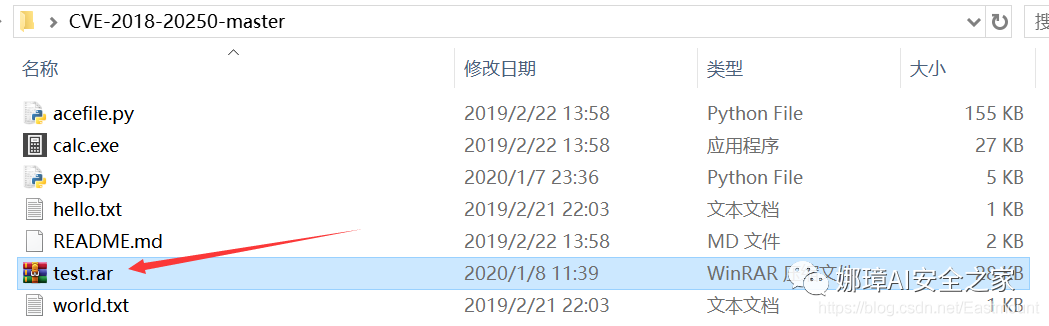 CVE-2018-20250-master 搜
名称 修改日期 类型 大小
acefile.py 2019/2/22 13:58 Python File 155 KB
calc.exe 2019/2/22 13:58 应用程序 27 KB
exp.py 2020/1/7 23:36 Python File 5 KB
hello.txt 2019/2/21 22:03 文本文档 1 KB
README.md 2019/2/22 13:58 MD 文件 2 KB
test.rar 2020/1/8 11:39 WinRAR 文件 28 KB
娜璋AI安全之家
world.txt 2019/2/21 22:03 文本文档 1 KB
https://blog.csdn.net/Eastmount